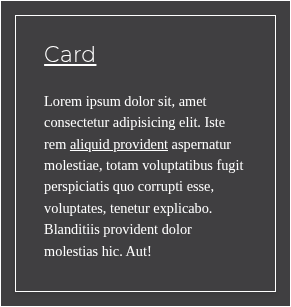 Card
Lorem ipsum dolor sit, amet
consectetur adipisicing elit. Iste
rem aliquid provident aspernatur
molestiae, totam voluptatibus fugit
perspiciatis quo corrupti esse,
voluptates, tenetur explicabo.
Blanditiis provident dolor
molestias hic. Aut!